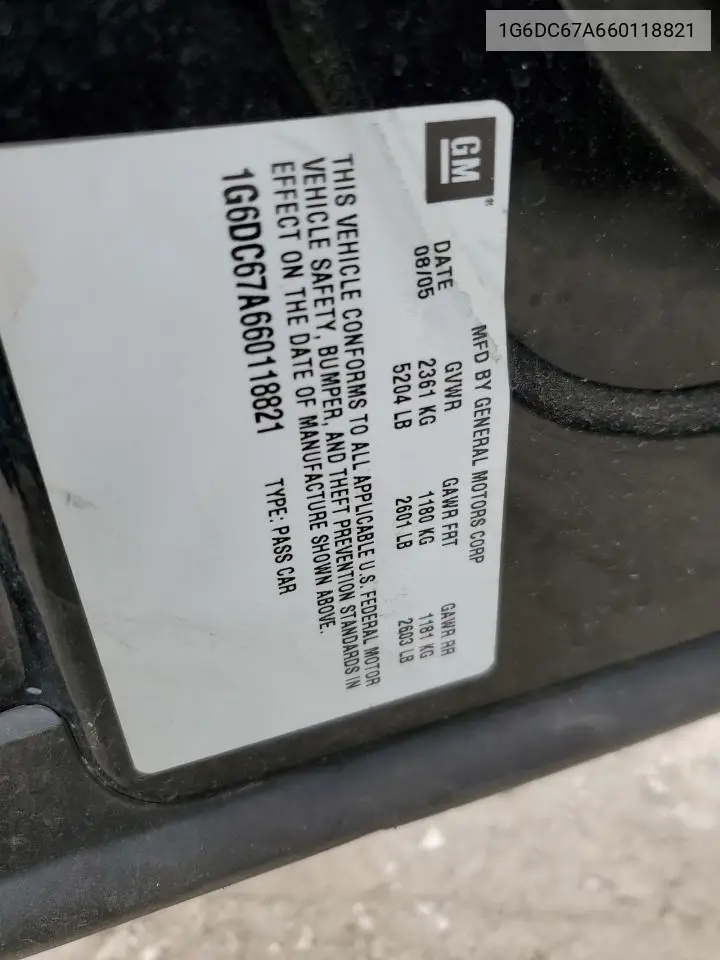 1G6DC67A660118821
GM
MFD BY GENERAL MOTORS CORP
DATE GVWR GAWR FRT GAWR RR
08/05 2361 KG 1180 KG 1181 KG
5204 LB 2601 LB 2603 LB
THIS VEHICLE CONFORMS TO ALL APPLICABLE U.S. FEDERAL MOTOR
VEHICLE SAFETY, BUMPER, AND THEFT PREVENTION STANDARDS IN
EFFECT ON THE DATE OF MANUFACTURE SHOWN ABOVE.
1G6DC67A660118821 TYPE: PASS CAR